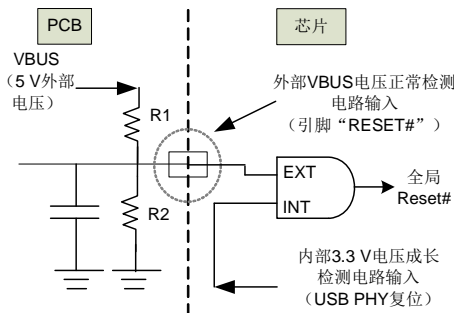 PCB
芯片
VBUS
（5 V外部
电压）
R1
R2
外部VBUS电压正常检测
电路输入
（引脚“RESET#”）
EXT
INT
全局
Reset#
内部3.3 V电压成长
检测电路输入
（USB PHY复位）